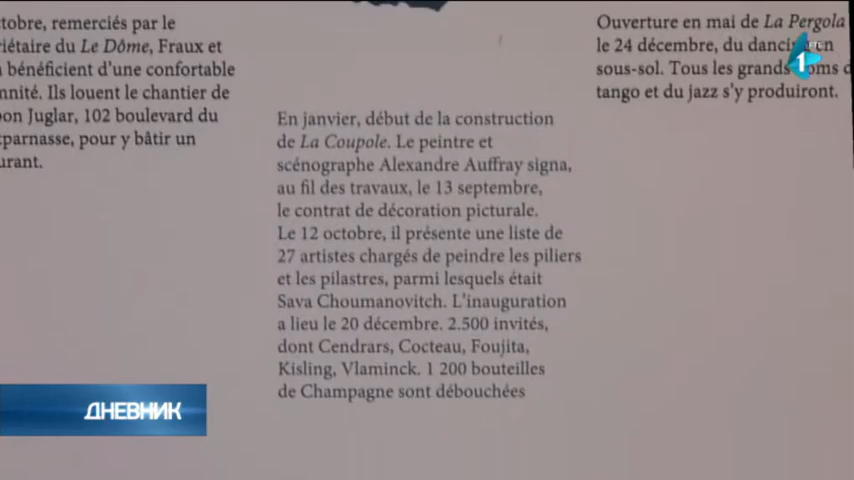 ctobre, remerciés par le
riétaire du Le Dôme, Fraux et
bénéficient d'une confortable
mnité. Ils louent le chantier de
bon Juglar, 102 boulevard du
tparnasse, pour y bâtir un
urant.
En janvier, début de la construction
de La Coupole. Le peintre et
scénographe Alexandre Auffray signa,
au fil des travaux, le 13 septembre,
le contrat de décoration picturale.
Le 12 octobre, il présente une liste de
27 artistes chargés de peindre les piliers
et les pilastres, parmi lesquels était
Sava Choumanovitch. L'inauguration
a lieu le 20 décembre. 2.500 invités,
dont Cendrars, Cocteau, Foujita,
Kisling, Vlaminck. 1 200 bouteilles
de Champagne sont débouchées
Ouverture en mai de La Pergola
le 24 décembre, du dancing en
sous-sol. Tous les grands noms d
tango et du jazz s'y produiront.
1
ДНЕВНИК